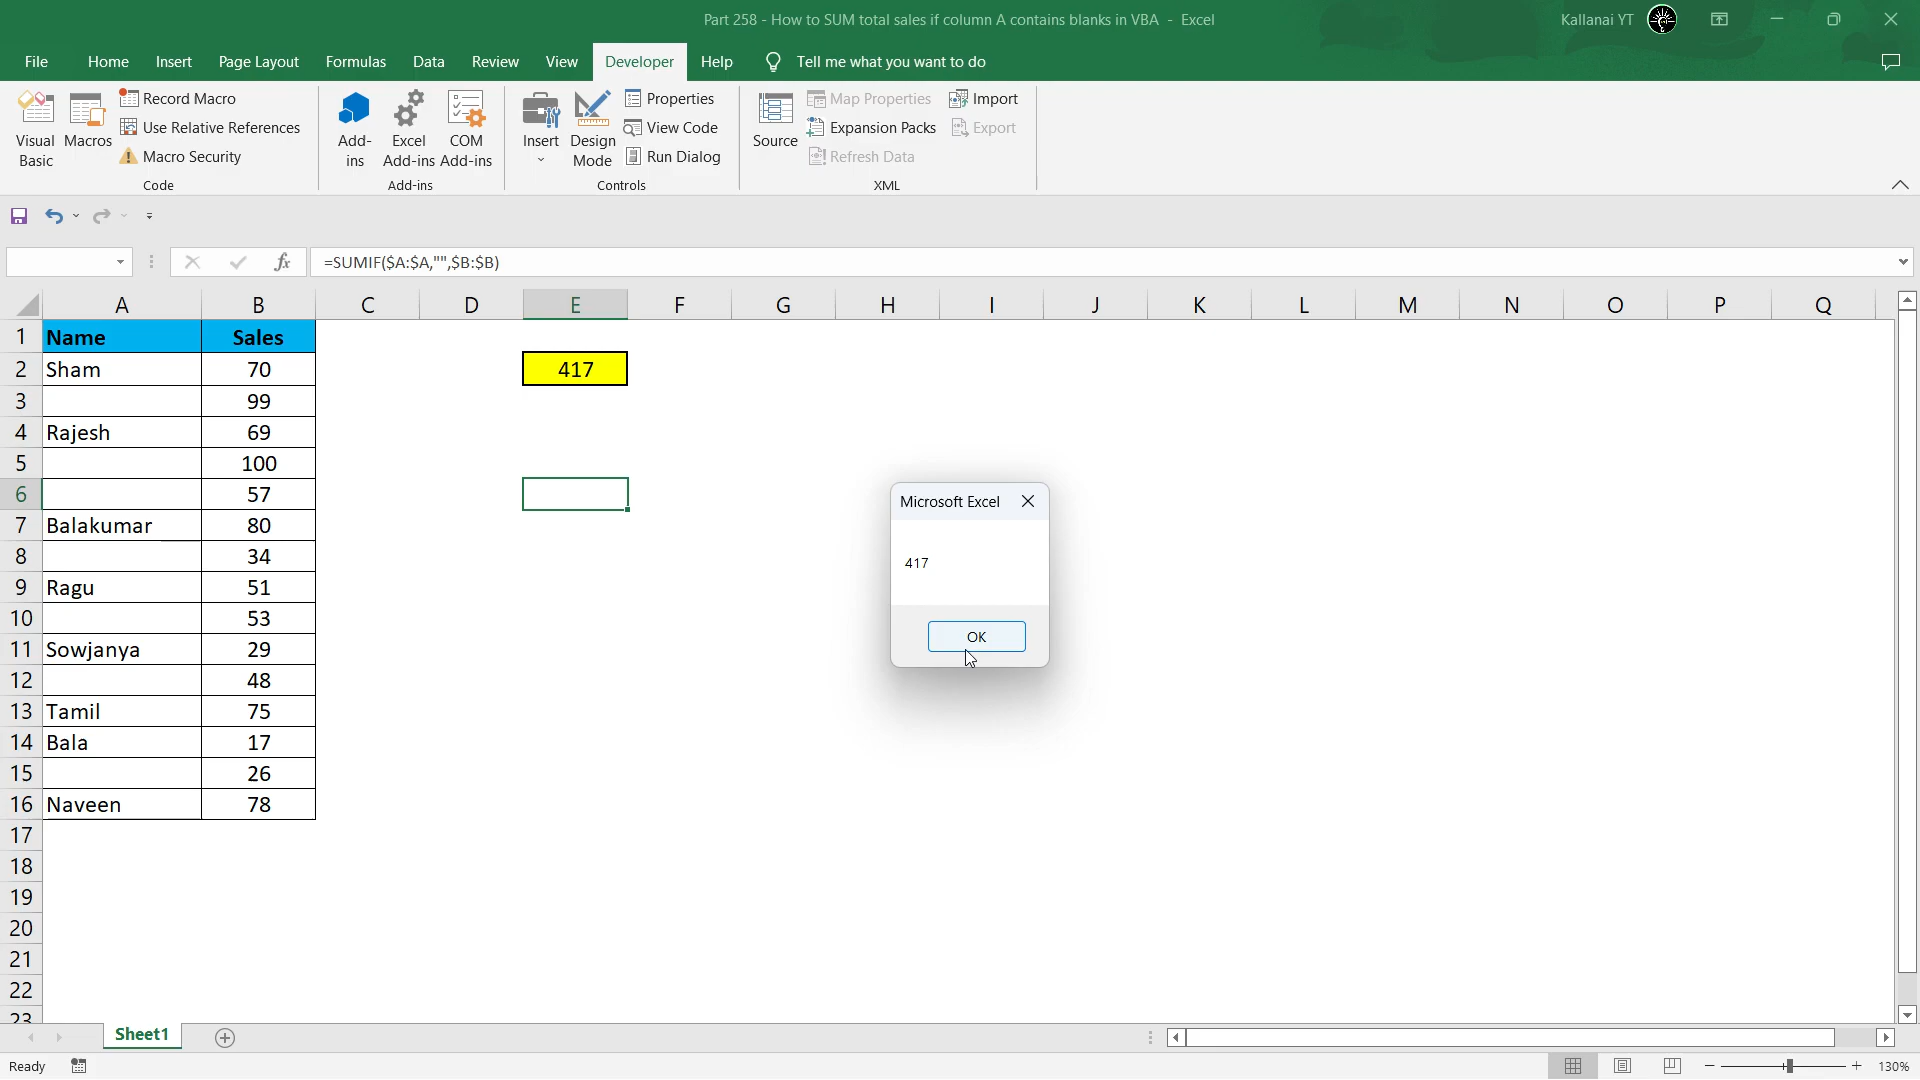 Part 258 - How to SUM total sales if column A contains blanks in VBA - Excel
Kallanai YT
File Home Insert Page Layout Formulas Data Review View Developer Help Tell me what you want to do
Visual Basic
Macros
Record Macro
Use Relative References
Macro Security
Code
Add-ins
Excel Add-ins
COM Add-ins
Add-ins
Insert
Design Mode
Properties
View Code
Run Dialog
Controls
Source
Map Properties
Expansion Packs
Refresh Data
Import
Export
XML
fx =SUMIF($A:$A,"",$B:$B)
A B C D E F G H I J K L M N O P Q
1 Name Sales
2 Sham 70 417
3 99
4 Rajesh 69
5 100
6 57
7 Balakumar 80
8 34
9 Ragu 51
10 53
11 Sowjanya 29
12 48
13 Tamil 75
14 Bala 17
15 26
16 Naveen 78
17
18
19
20
21
22
23
Microsoft Excel
417
OK
Sheet1
Ready
130%